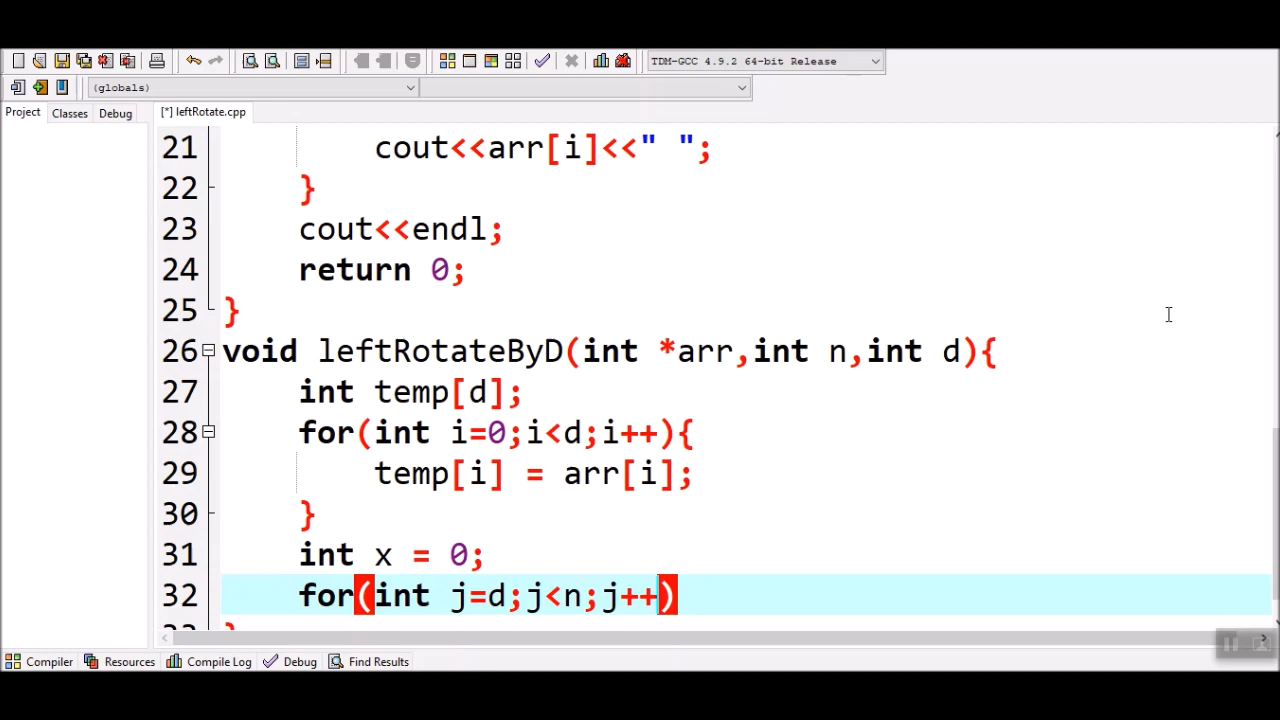 TDM-GCC 4.9.2 64-bit Release
(globals)
Project Classes Debug [*] leftRotate.cpp
21 cout<<arr[i]<<" ";
22 }
23 cout<<endl;
24 return 0;
25 }
26 void leftRotateByD(int *arr,int n,int d){
27 int temp[d];
28 for(int i=0;i<d;i++){
29 temp[i] = arr[i];
30 }
31 int x = 0;
32 for(int j=d;j<n;j++)
Compiler Resources Compile Log Debug Find Results